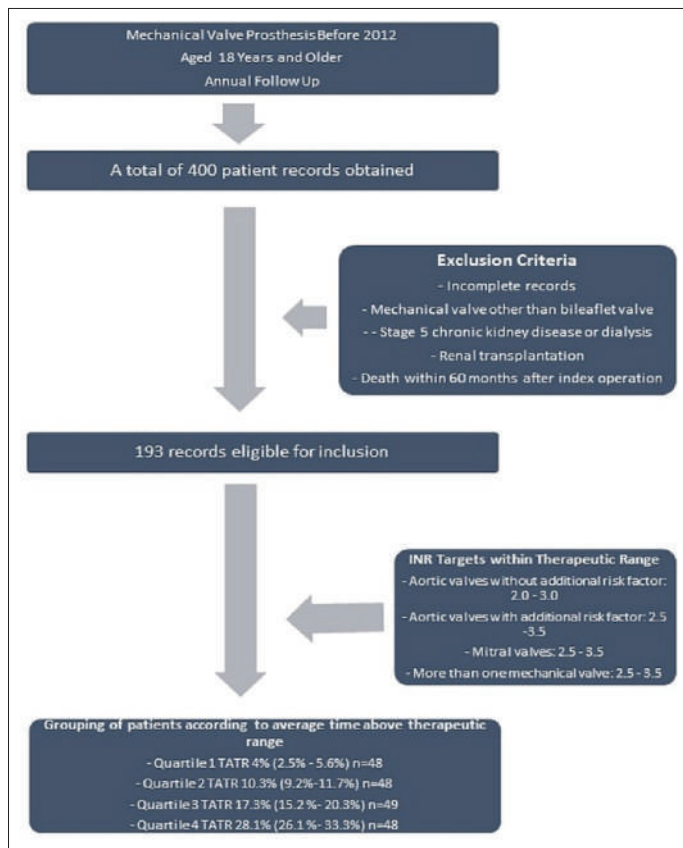 Mechanical Valve Prosthesis Before 2012
Aged 18 Years and Older
Annual Follow Up
A total of 400 patient records obtained
Exclusion Criteria
- Incomplete records
- Mechanical valve other than bileaflet valve
- - Stage 5 chronic kidney disease or dialysis
- Renal transplantation
- Death within 60 months after index operation
193 records eligible for inclusion
INR Targets within Therapeutic Range
- Aortic valves without additional risk factor:
2.0 - 3.0
- Aortic valves with additional risk factor: 2.5
-3.5
- Mitral valves: 2.5 - 3.5
- More than one mechanical valve: 2.5 - 3.5
Grouping of patients according to average time above therapeutic
range
- Quartile 1 TATR 4% (2.5% - 5.6%) n=48
- Quartile 2 TATR 10.3% (9.2%-11.7%) n=48
- Quartile 3 TATR 17.3% (15.2 %- 20.3%) n=49
- Quartile 4 TATR 28.1% (26.1 %- 33.3%) n=48